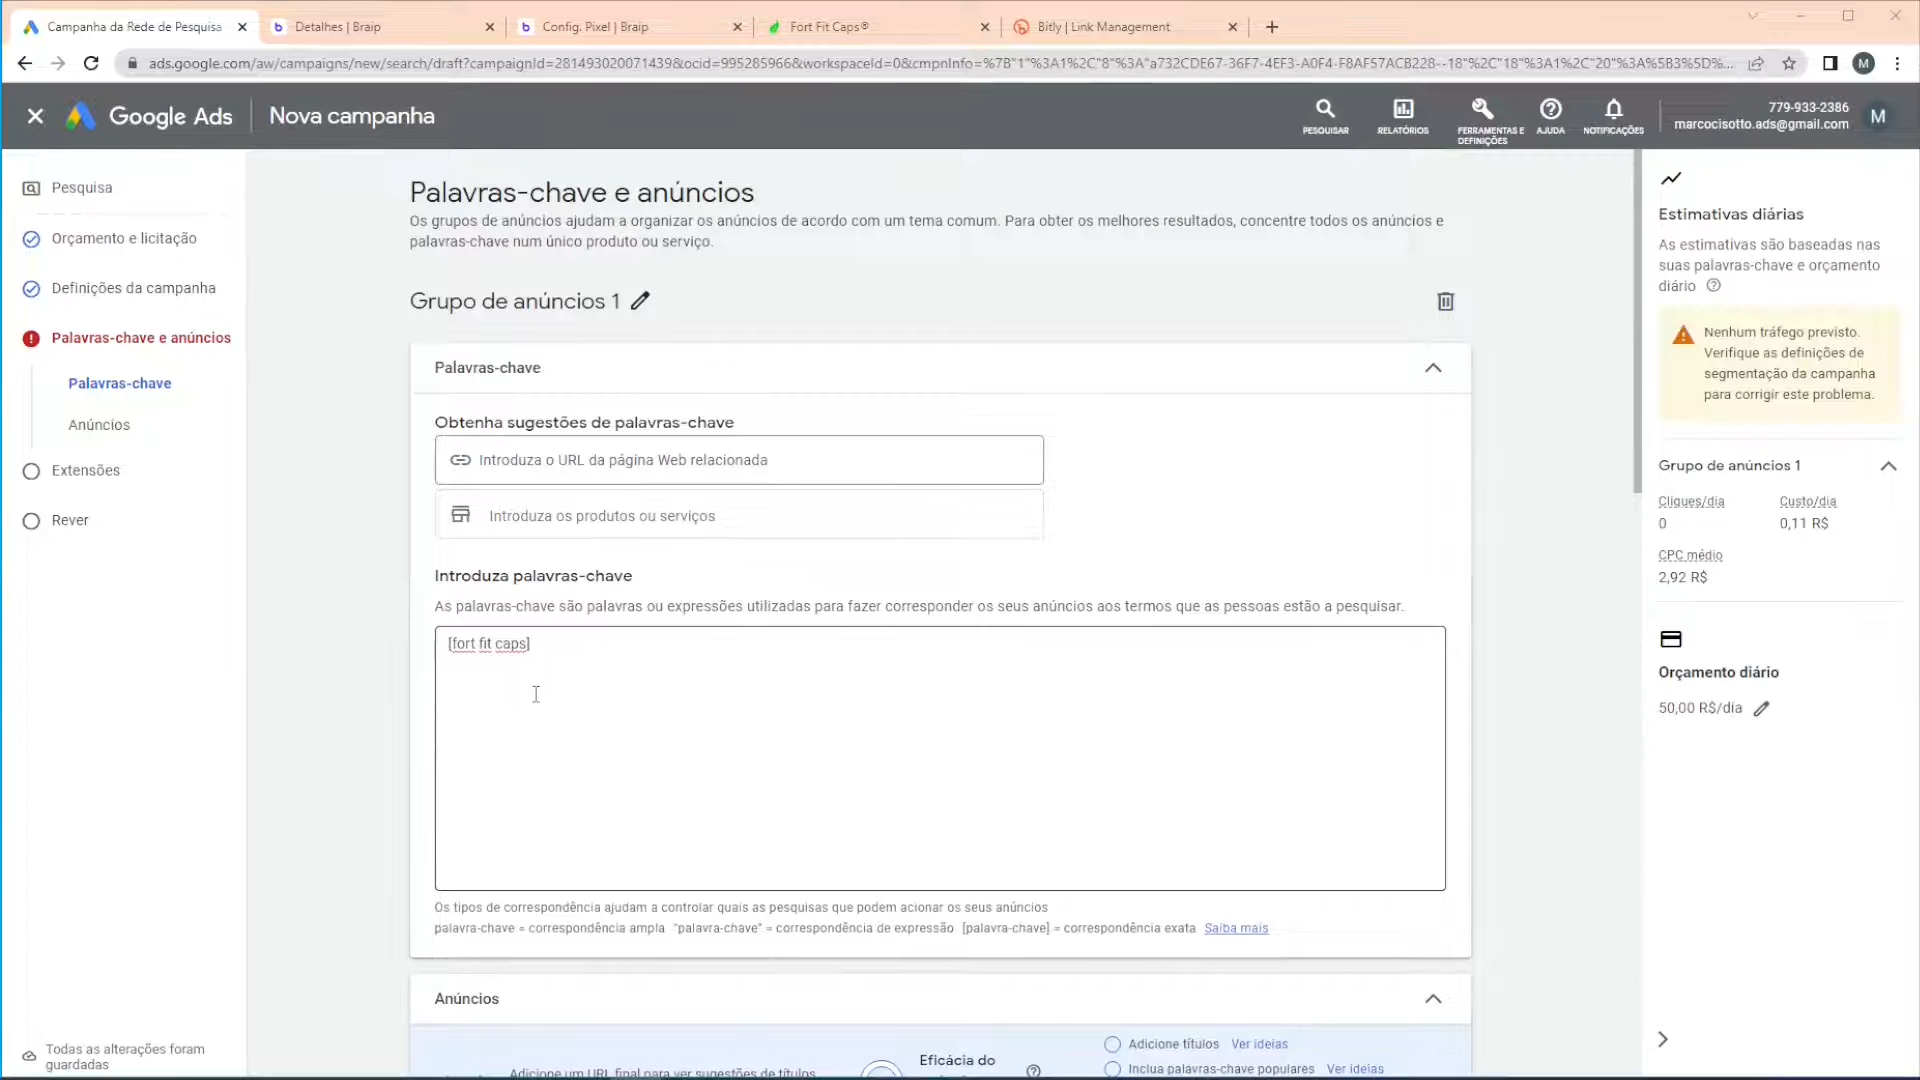 Campanha da Rede de Pesquisa
Detalhes | Braip
Config. Pixel | Braip
Fort Fit Caps®
Bitly | Link Management
ads.google.com/aw/campaigns/new/search/draft?campaignId=281493020071439&ocid=995285966&workspaceId=0&cmpnInfo=%7B"1"%3A1%2C"8"%3A"a732CDE67-36F7-4EF3-A0F4-F8AF57ACB228--18"%2C"18"%3A1%2C"20"%3A%5B3%5D%...
M
Google Ads
Nova campanha
PESQUISAR
RELATÓRIOS
FERRAMENTAS E
DEFINIÇÕES
AJUDA
NOTIFICAÇÕES
779-933-2386
marcocisotto.ads@gmail.com
M
Pesquisa
Orçamento e licitação
Definições da campanha
Palavras-chave e anúncios
Palavras-chave
Anúncios
Extensões
Rever
Todas as alterações foram
guardadas
Palavras-chave e anúncios
Os grupos de anúncios ajudam a organizar os anúncios de acordo com um tema comum. Para obter os melhores resultados, concentre todos os anúncios e
palavras-chave num único produto ou serviço.
Grupo de anúncios 1
Palavras-chave
Obtenha sugestões de palavras-chave
Introduza o URL da página Web relacionada
Introduza os produtos ou serviços
Introduza palavras-chave
As palavras-chave são palavras ou expressões utilizadas para fazer corresponder os seus anúncios aos termos que as pessoas estão a pesquisar.
[fort fit caps]
Os tipos de correspondência ajudam a controlar quais as pesquisas que podem acionar os seus anúncios
palavra-chave = correspondência ampla "palavra-chave" = correspondência de expressão [palavra-chave] = correspondência exata Saiba mais
Anúncios
Adicione um URL final para ver sugestões de títulos
Eficácia do
Adicione títulos Ver ideias
Inclua palavras-chave populares Ver ideias
Estimativas diárias
As estimativas são baseadas nas
suas palavras-chave e orçamento
diário
Nenhum tráfego previsto.
Verifique as definições de
segmentação da campanha
para corrigir este problema.
Grupo de anúncios 1
Cliques/dia
0
Custo/dia
0,11 R$
CPC médio
2,92 R$
Orçamento diário
50,00 R$/dia